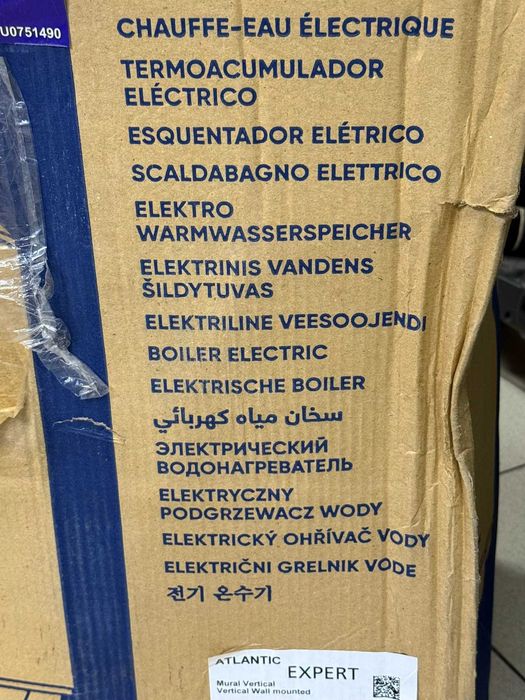 U0751490
CHAUFFE-EAU ÉLECTRIQUE
TERMOACUMULADOR
ELÉCTRICO
ESQUENTADOR ELÉTRICO
SCALDABAGNO ELETTRICO
ELEKTRO
WARMWASSERSPEICHER
ELEKTRINIS VANDENS
ŠILDYTUVAS
ELEKTRILINE VEESOOJENDI
BOILER ELECTRIC
ELEKTRISCHE BOILER
سخان مياه كهربائي
ЭЛЕКТРИЧЕСКИЙ
ВОДОНАГРЕВАТЕЛЬ
ELEKTRYCZNY
PODGRZEWACZ WODY
ELEKTRICKÝ OHŘÍVAČ VODY
ELEKTRIČNI GRELNIK VODE
전기 온수기
ATLANTIC EXPERT
Mural Vertical
Vertical Wall mounted